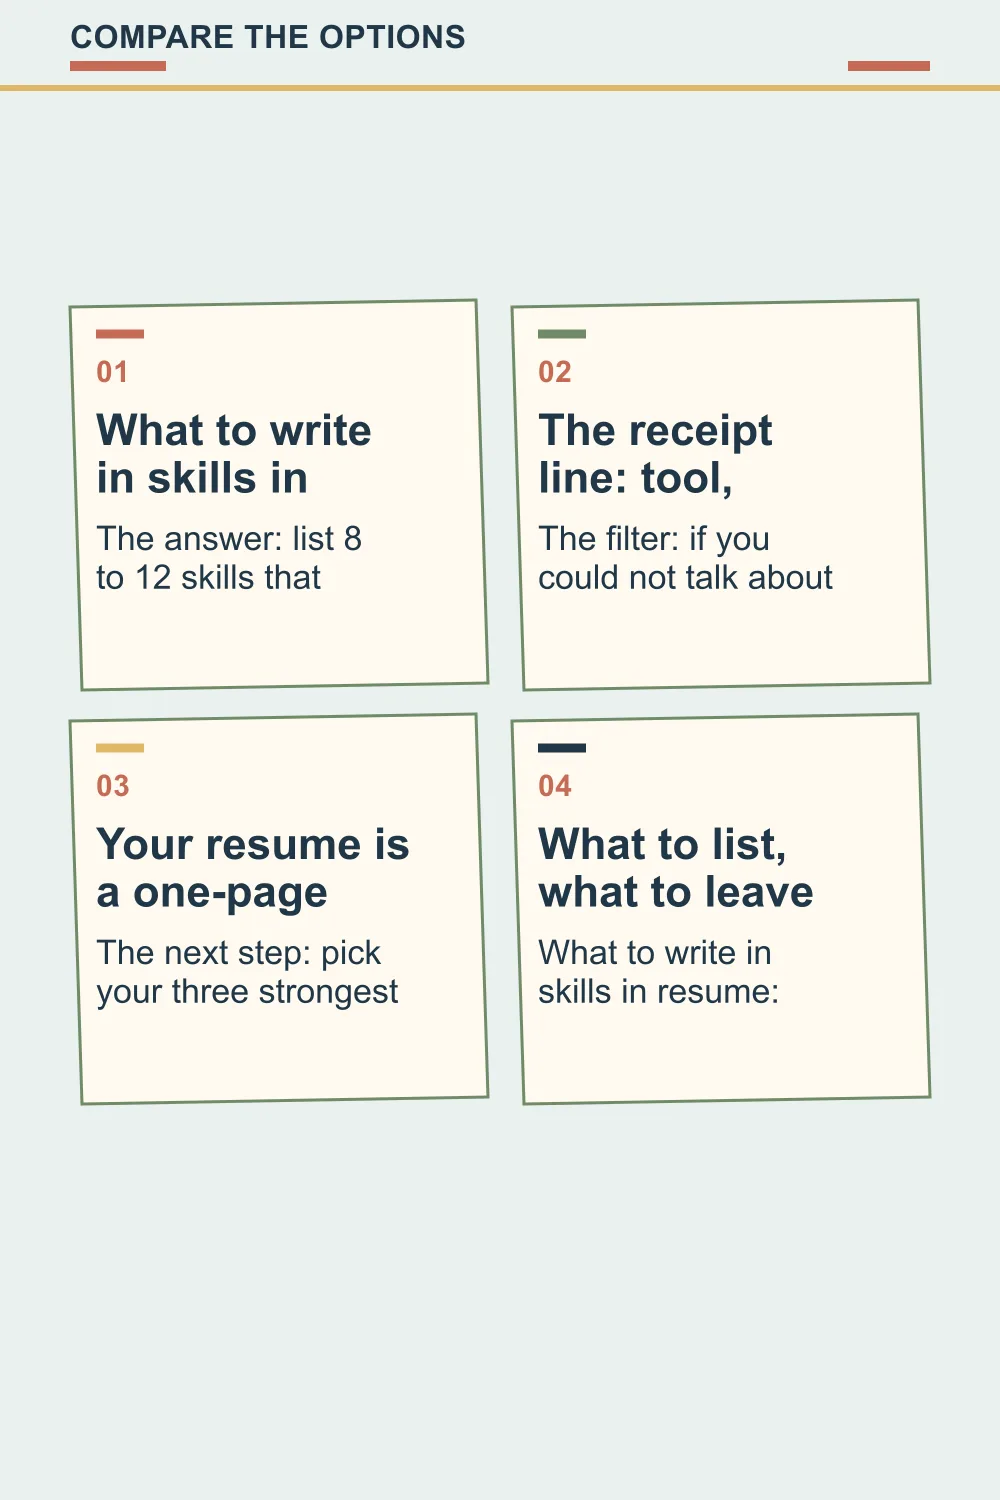 COMPARE THE OPTIONS
01
What to write
in skills in
The answer: list 8
to 12 skills that
02
The receipt
line: tool,
The filter: if you
could not talk about
03
Your resume is
a one-page
The next step: pick
your three strongest
04
What to list,
what to leave
What to write in
skills in resume: